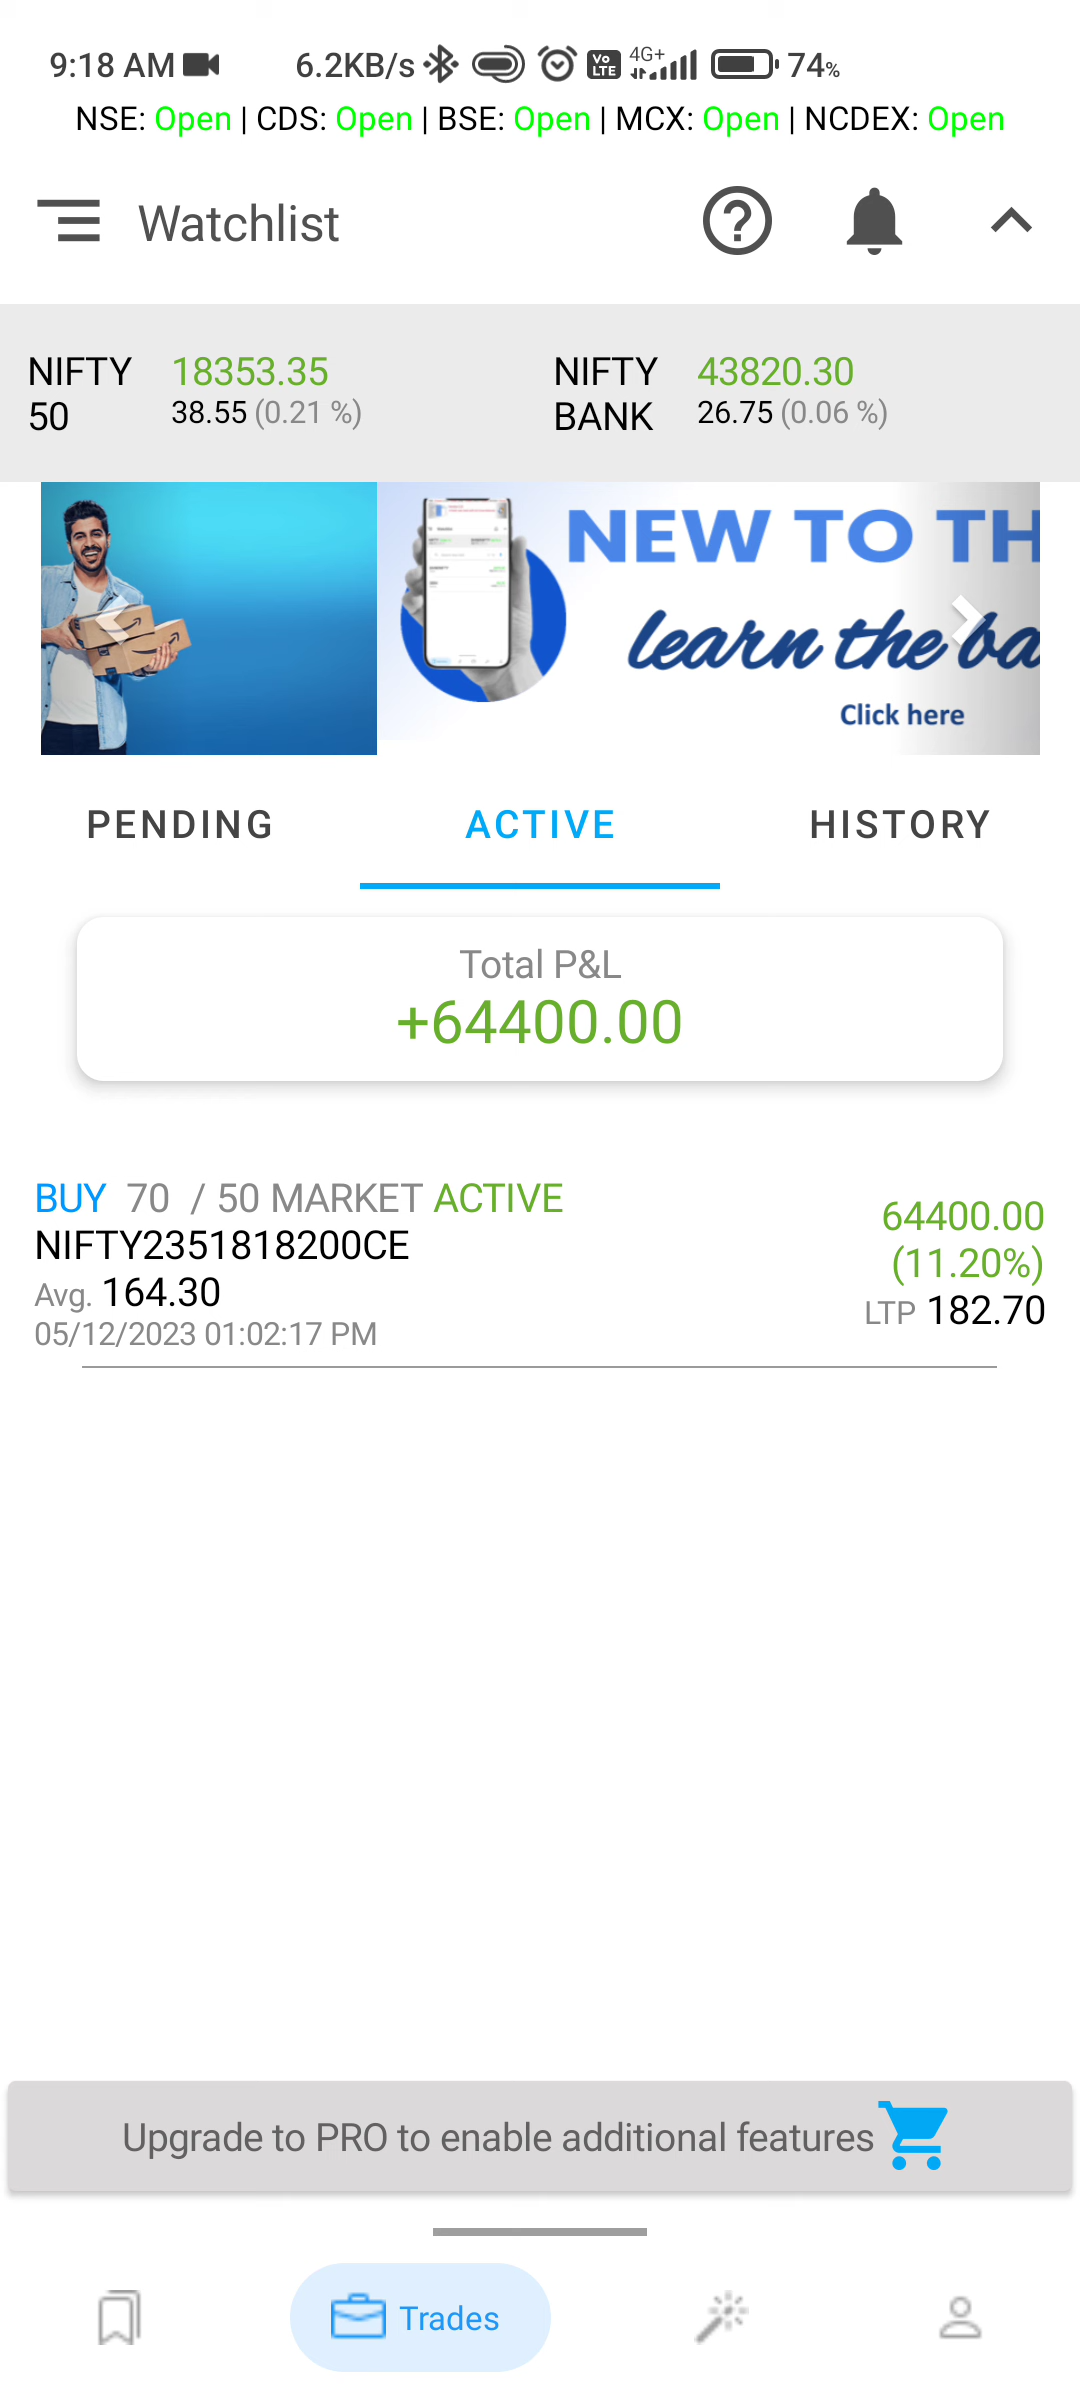 9:18 AM 6.2KB/s Vo LTE 4G+ 74%
NSE: Open | CDS: Open | BSE: Open | MCX: Open | NCDEX: Open
Watchlist
NIFTY 50 18353.35
38.55 (0.21 %)
NIFTY BANK 43820.30
26.75 (0.06 %)
NEW TO TH
learn the ba
Click here
PENDING ACTIVE HISTORY
Total P&L
+64400.00
BUY 70 / 50 MARKET ACTIVE
64400.00
NIFTY2351818200CE
(11.20%)
Avg. 164.30
LTP 182.70
05/12/2023 01:02:17 PM
Upgrade to PRO to enable additional features
Trades